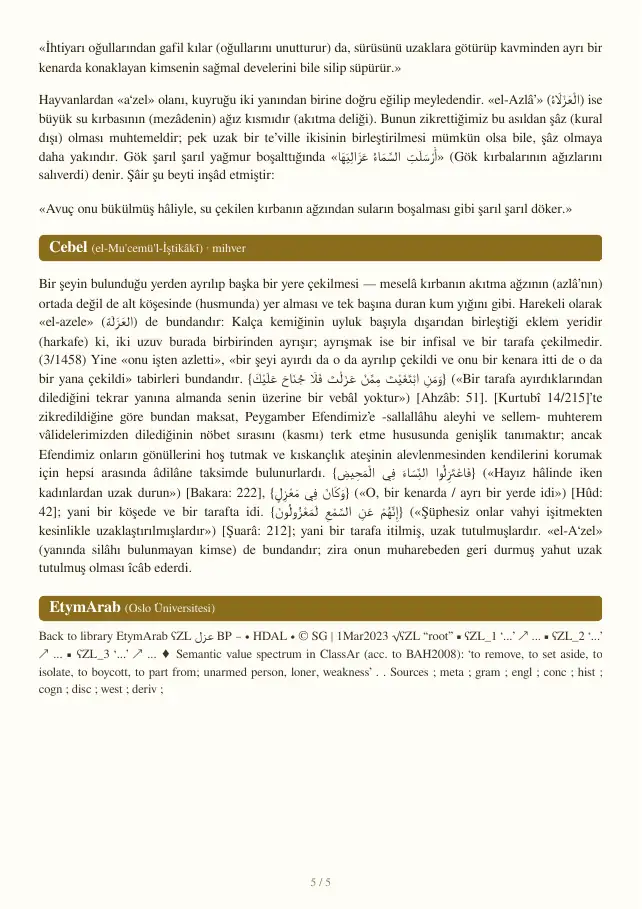 «İhtiyarı oğullarından gafil kılar (oğullarını unutturur) da, sürüsünü uzaklara götürüp kavminden ayrı bir
kenarda konaklayan kimsenin sağmal develerini bile silip süpürür.»
Hayvanlardan «a‘zel» olanı, kuyruğu iki yanından birine doğru eğilip meyledendir. «el-Azlâ’» (الْعَزْلَاءُ) ise
büyük su kırbasının (mezâdenin) ağız kısmıdır (akıtma deliği). Bunun zikrettiğimiz bu asıldan şâz (kural
dışı) olması muhtemeldir; pek uzak bir te’ville ikisinin birleştirilmesi mümkün olsa bile, şâz olmaya
daha yakındır. Gök şarıl şarıl yağmur boşalttığında «أَرْسَلَتِ السَّمَاءُ عَزَالِيَهَا» (Gök kırbalarının ağızlarını
salıverdi) denir. Şâir şu beyti inşâd etmiştir:
«Avuç onu bükülmüş hâliyle, su çekilen kırbanın ağzından suların boşalması gibi şarıl şarıl döker.»
Cebel (el-Mu'cemü'l-İştikâkî) · mihver
Bir şeyin bulunduğu yerden ayrılıp başka bir yere çekilmesi — meselâ kırbanın akıtma ağzının (azlâ’nın)
ortada değil de alt köşesinde (husmunda) yer alması ve tek başına duran kum yığını gibi. Harekeli olarak
«el-azele» (العَزَلَة) de bundandır: Kalça kemiğinin uyluk başıyla dışarıdan birleştiği eklem yeridir
(harkafe) ki, iki uzuv burada birbirinden ayrışır; ayrışmak ise bir infisal ve bir tarafa çekilmedir.
(3/1458) Yine «onu işten azletti», «bir şeyi ayırdı da o da ayrılıp çekildi ve onu bir kenara itti de o da
bir yana çekildi» tabirleri bundandır. {وَمَنِ ابْتَغَيْتَ مِمَّنْ عَزَلْتَ فَلَا جُنَاحَ عَلَيْكَ} («Bir tarafa ayırdıklarından
dilediğini tekrar yanına almanda senin üzerine bir vebâl yoktur») [Ahzâb: 51]. [Kurtubî 14/215]’te
zikredildiğine göre bundan maksat, Peygamber Efendimiz’e -sallallâhu aleyhi ve sellem- muhterem
vâlidelerimizden dilediğinin nöbet sırasını (kasmı) terk etme hususunda genişlik tanımaktır; ancak
Efendimiz onların gönüllerini hoş tutmak ve kıskançlık ateşinin alevlenmesinden kendilerini korumak
için hepsi arasında âdilâne taksimde bulunurlardı. {فَاعْتَزِلُوا النِّسَاءَ فِي الْمَحِيضِ} («Hayız hâlinde iken
kadınlardan uzak durun») [Bakara: 222], {وَكَانَ فِي مَعْزِلٍ} («O, bir kenarda / ayrı bir yerde idi») [Hûd:
42]; yani bir köşede ve bir tarafta idi. {إِنَّهُمْ عَنِ السَّمْعِ لَمَعْزُولُونَ} («Şüphesiz onlar vahyi işitmekten
kesinlikle uzaklaştırılmışlardır») [Şuarâ: 212]; yani bir tarafa itilmiş, uzak tutulmuşlardır. «el-A‘zel»
(yanında silâhı bulunmayan kimse) de bundandır; zira onun muharebeden geri durmuş yahut uzak
tutulmuş olması îcâb ederdi.
EtymArab (Oslo Üniversitesi)
Back to library EtymArab ʕZL عزل BP – • HDAL • © SG | 1Mar2023 √ʕZL “root” ▪ ʕZL_1 ‘...’ ↗ ... ▪ ʕZL_2 ‘...’
↗ ... ▪ ʕZL_3 ‘...’ ↗ ... ♦ Semantic value spectrum in ClassAr (acc. to BAH2008): ‘to remove, to set aside, to
isolate, to boycott, to part from; unarmed person, loner, weakness’ . . Sources ; meta ; gram ; engl ; conc ; hist ;
cogn ; disc ; west ; deriv ;
5 / 5